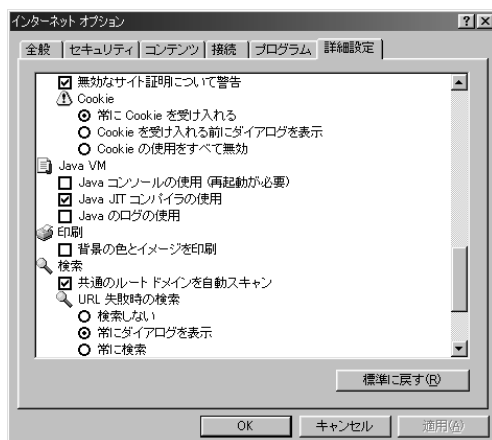 インターネット オプション
全般 セキュリティ コンテンツ 接続 プログラム 詳細設定
無効なサイト証明について警告
Cookie
常に Cookie を受け入れる
Cookie を受け入れる前にダイアログを表示
Cookie の使用をすべて無効
Java VM
Java コンソールの使用 (再起動が必要)
Java JIT コンパイラの使用
Java のログの使用
印刷
背景の色とイメージを印刷
検索
共通のルート ドメインを自動スキャン
URL 失敗時の検索
検索しない
常にダイアログを表示
常に検索
標準に戻す(R)
OK キャンセル 適用(A)